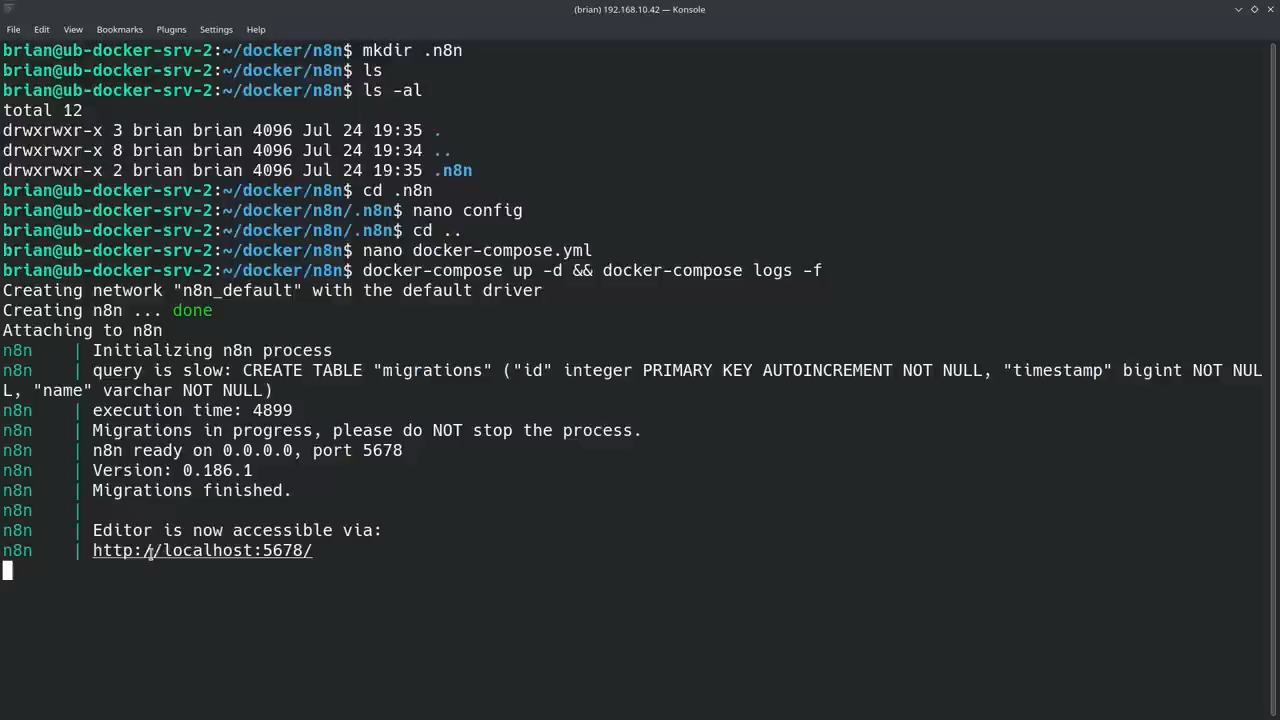 (brian) 192.168.10.42 — Konsole
File Edit View Bookmarks Plugins Settings Help
brian@ub-docker-srv-2:~/docker/n8n$ mkdir .n8n
brian@ub-docker-srv-2:~/docker/n8n$ ls
brian@ub-docker-srv-2:~/docker/n8n$ ls -al
total 12
drwxrwxr-x 3 brian brian 4096 Jul 24 19:35 .
drwxrwxr-x 8 brian brian 4096 Jul 24 19:34 ..
drwxrwxr-x 2 brian brian 4096 Jul 24 19:35 .n8n
brian@ub-docker-srv-2:~/docker/n8n$ cd .n8n
brian@ub-docker-srv-2:~/docker/n8n/.n8n$ nano config
brian@ub-docker-srv-2:~/docker/n8n/.n8n$ cd ..
brian@ub-docker-srv-2:~/docker/n8n$ nano docker-compose.yml
brian@ub-docker-srv-2:~/docker/n8n$ docker-compose up -d && docker-compose logs -f
Creating network "n8n_default" with the default driver
Creating n8n ... done
Attaching to n8n
n8n    | Initializing n8n process
n8n    | query is slow: CREATE TABLE "migrations" ("id" integer PRIMARY KEY AUTOINCREMENT NOT NULL, "timestamp" bigint NOT NUL
L, "name" varchar NOT NULL)
n8n    | execution time: 4899
n8n    | Migrations in progress, please do NOT stop the process.
n8n    | n8n ready on 0.0.0.0, port 5678
n8n    | Version: 0.186.1
n8n    | Migrations finished.
n8n    |
n8n    | Editor is now accessible via:
n8n    | http://localhost:5678/